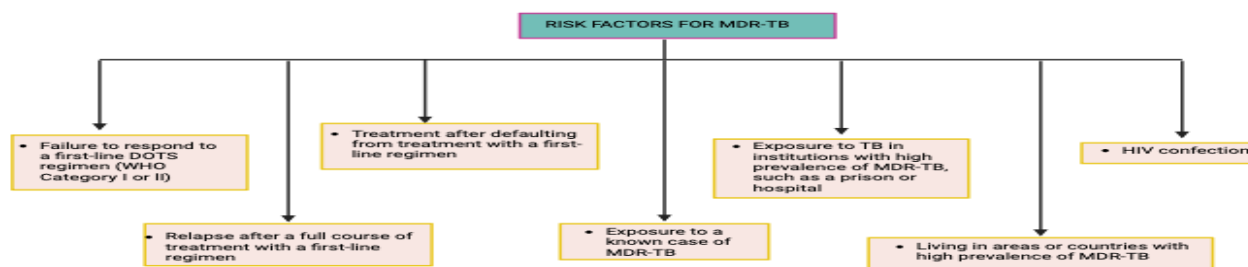 RISK FACTORS FOR MDR-TB
• Failure to respond to
a first-line DOTS
regimen (WHO
Category I or II)
• Relapse after a full course of
treatment with a first-line
regimen
• Treatment after defaulting
from treatment with a first-
line regimen
• Exposure to a
known case of
MDR-TB
• Exposure to TB in
institutions with high
prevalence of MDR-TB,
such as a prison or
hospital
• Living in areas or countries with
high prevalence of MDR-TB
• HIV confection